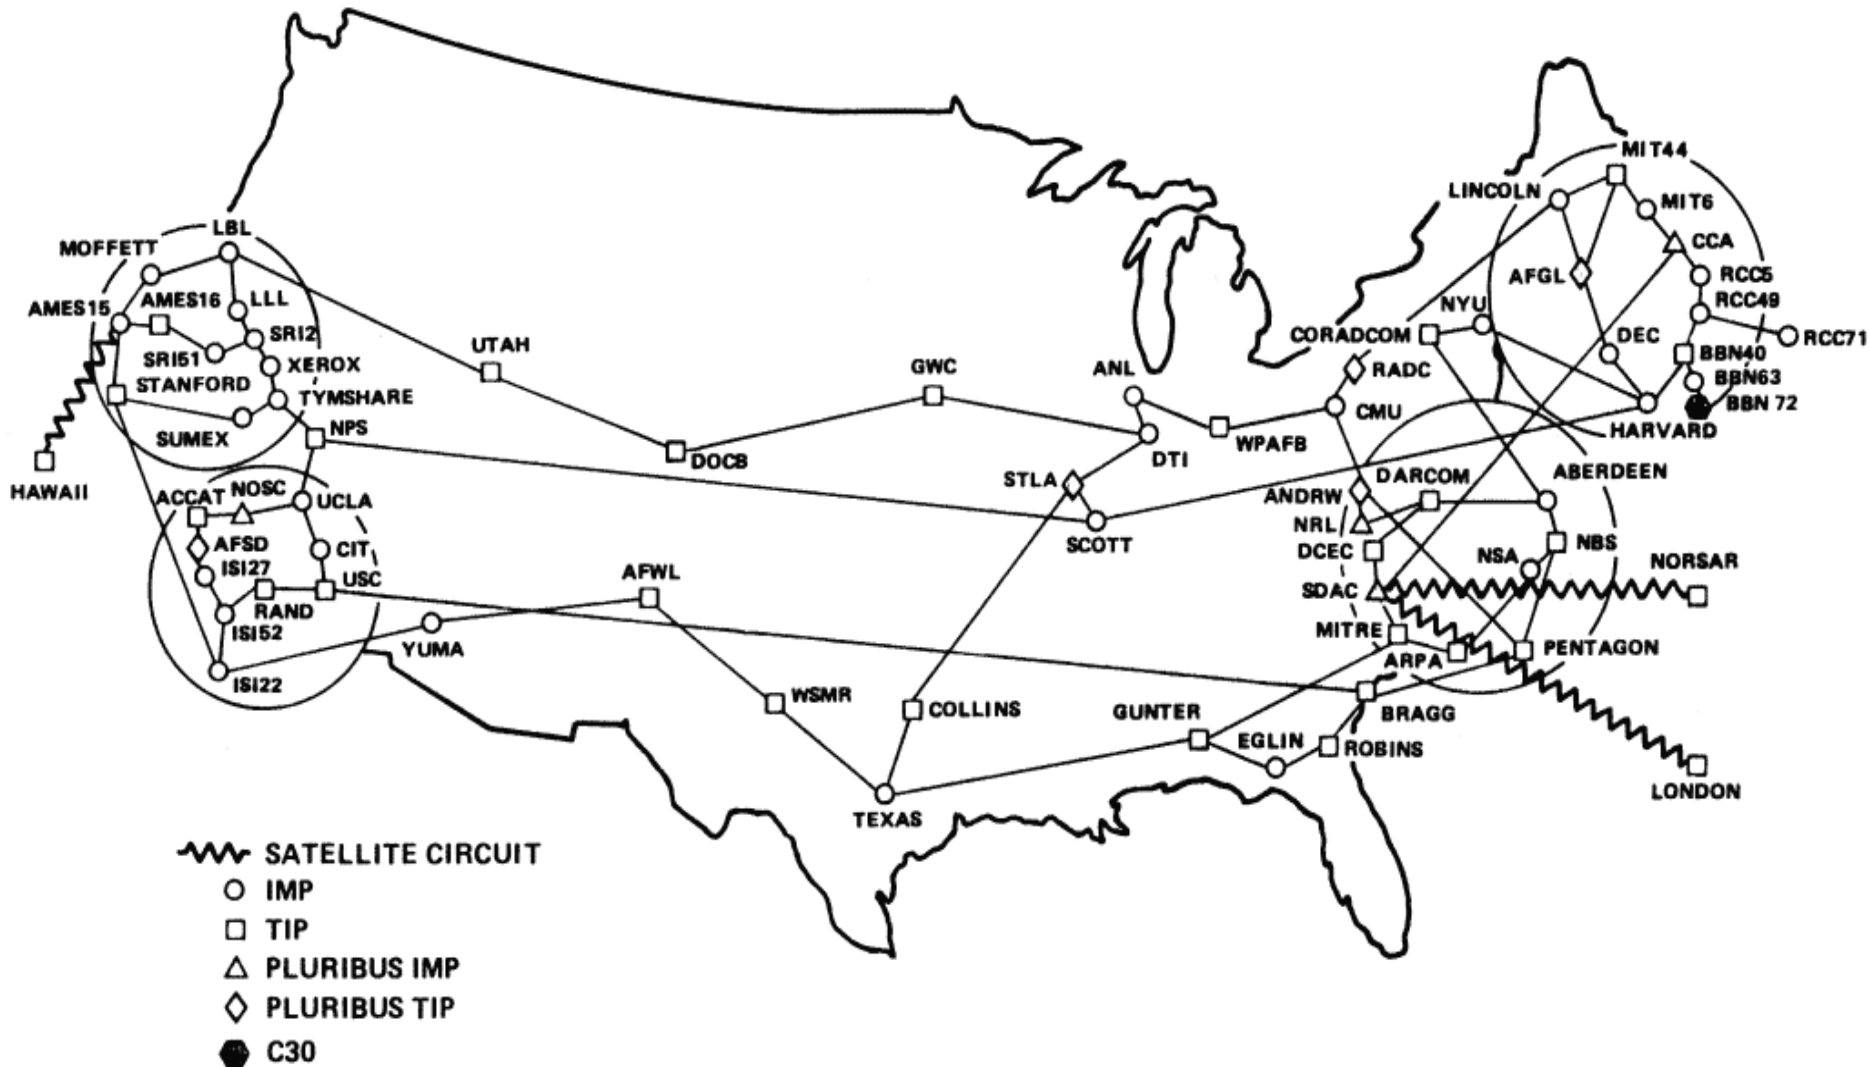 MIT44
LINCOLN
MIT6
LBL
MOFFETT
CCA
AFGL
RCC5
AMES15
AMES16
LLL
RCC49
NYU
SRI2
CORADCOM
DEC
RCC71
UTAH
SRI51
XEROX
BBN40
GWC
ANL
RADC
STANFORD
BBN63
TYMSHARE
BBN 72
CMU
SUMEX
NPS
WPAFB
HARVARD
DOCB
DTI
HAWAII
ACCAT
NOSC
UCLA
STLA
DARCOM
ABERDEEN
ANDRW
NRL
SCOTT
AFSD
CIT
DCEC
NSA
NBS
ISI27
AFWL
USC
NORSAR
RAND
SDAC
ISI52
MITRE
YUMA
ARPA
PENTAGON
ISI22
WSMR
COLLINS
GUNTER
BRAGG
EGLIN
ROBINS
LONDON
TEXAS
SATELLITE CIRCUIT
IMP
TIP
PLURIBUS IMP
PLURIBUS TIP
C30